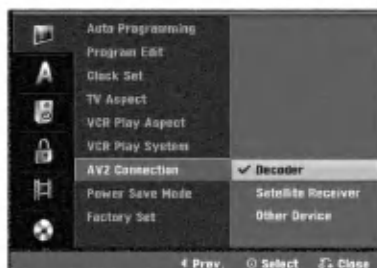 Auto Programming
Program Edit
Clock Set
TV Aspect
VCR Play Aspect
VCR Play System
AV2 Connection
Power Save Mode
Factory Set
✓ Decoder
Satellite Receiver
Other Device
A
◀ Prev. ⊙ Select Close